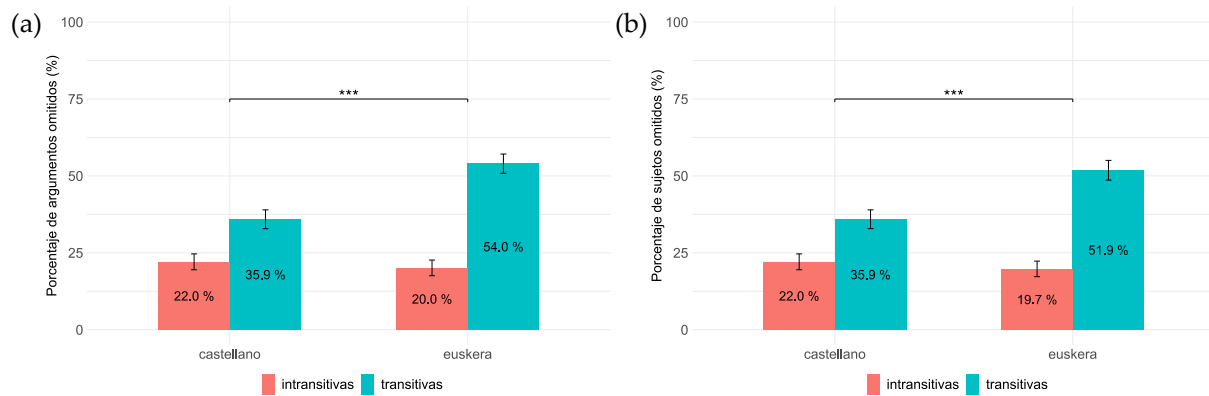 (a)
Porcentaje de argumentos omitidos (%)
100
75
50
25
0
***
22.0 %
35.9 %
20.0 %
54.0 %
castellano
euskera
intransitivas
transitivas
(b)
Porcentaje de sujetos omitidos (%)
100
75
50
25
0
***
22.0 %
35.9 %
19.7 %
51.9 %
castellano
euskera
intransitivas
transitivas